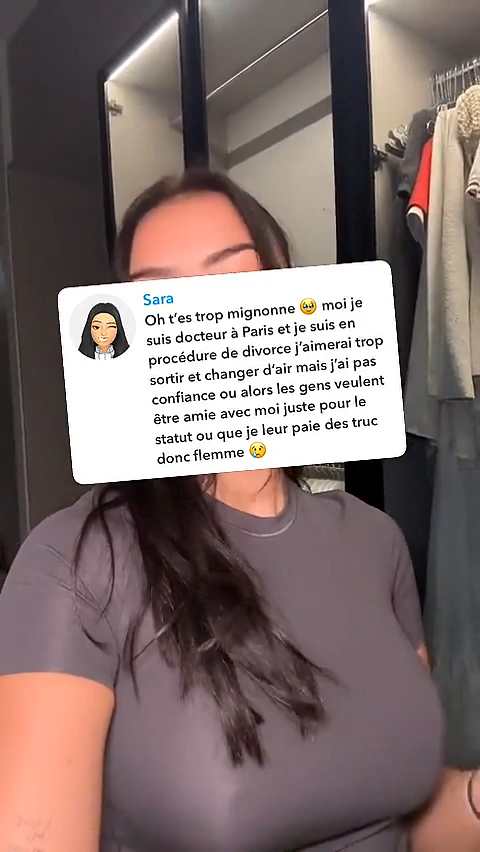 Sara
Oh t'es trop mignonne 🥹 moi je
suis docteur à Paris et je suis en
procédure de divorce j'aimerai trop
sortir et changer d'air mais j'ai pas
confiance ou alors les gens veulent
être amie avec moi juste pour le
statut ou que je leur paie des truc
donc flemme 😢